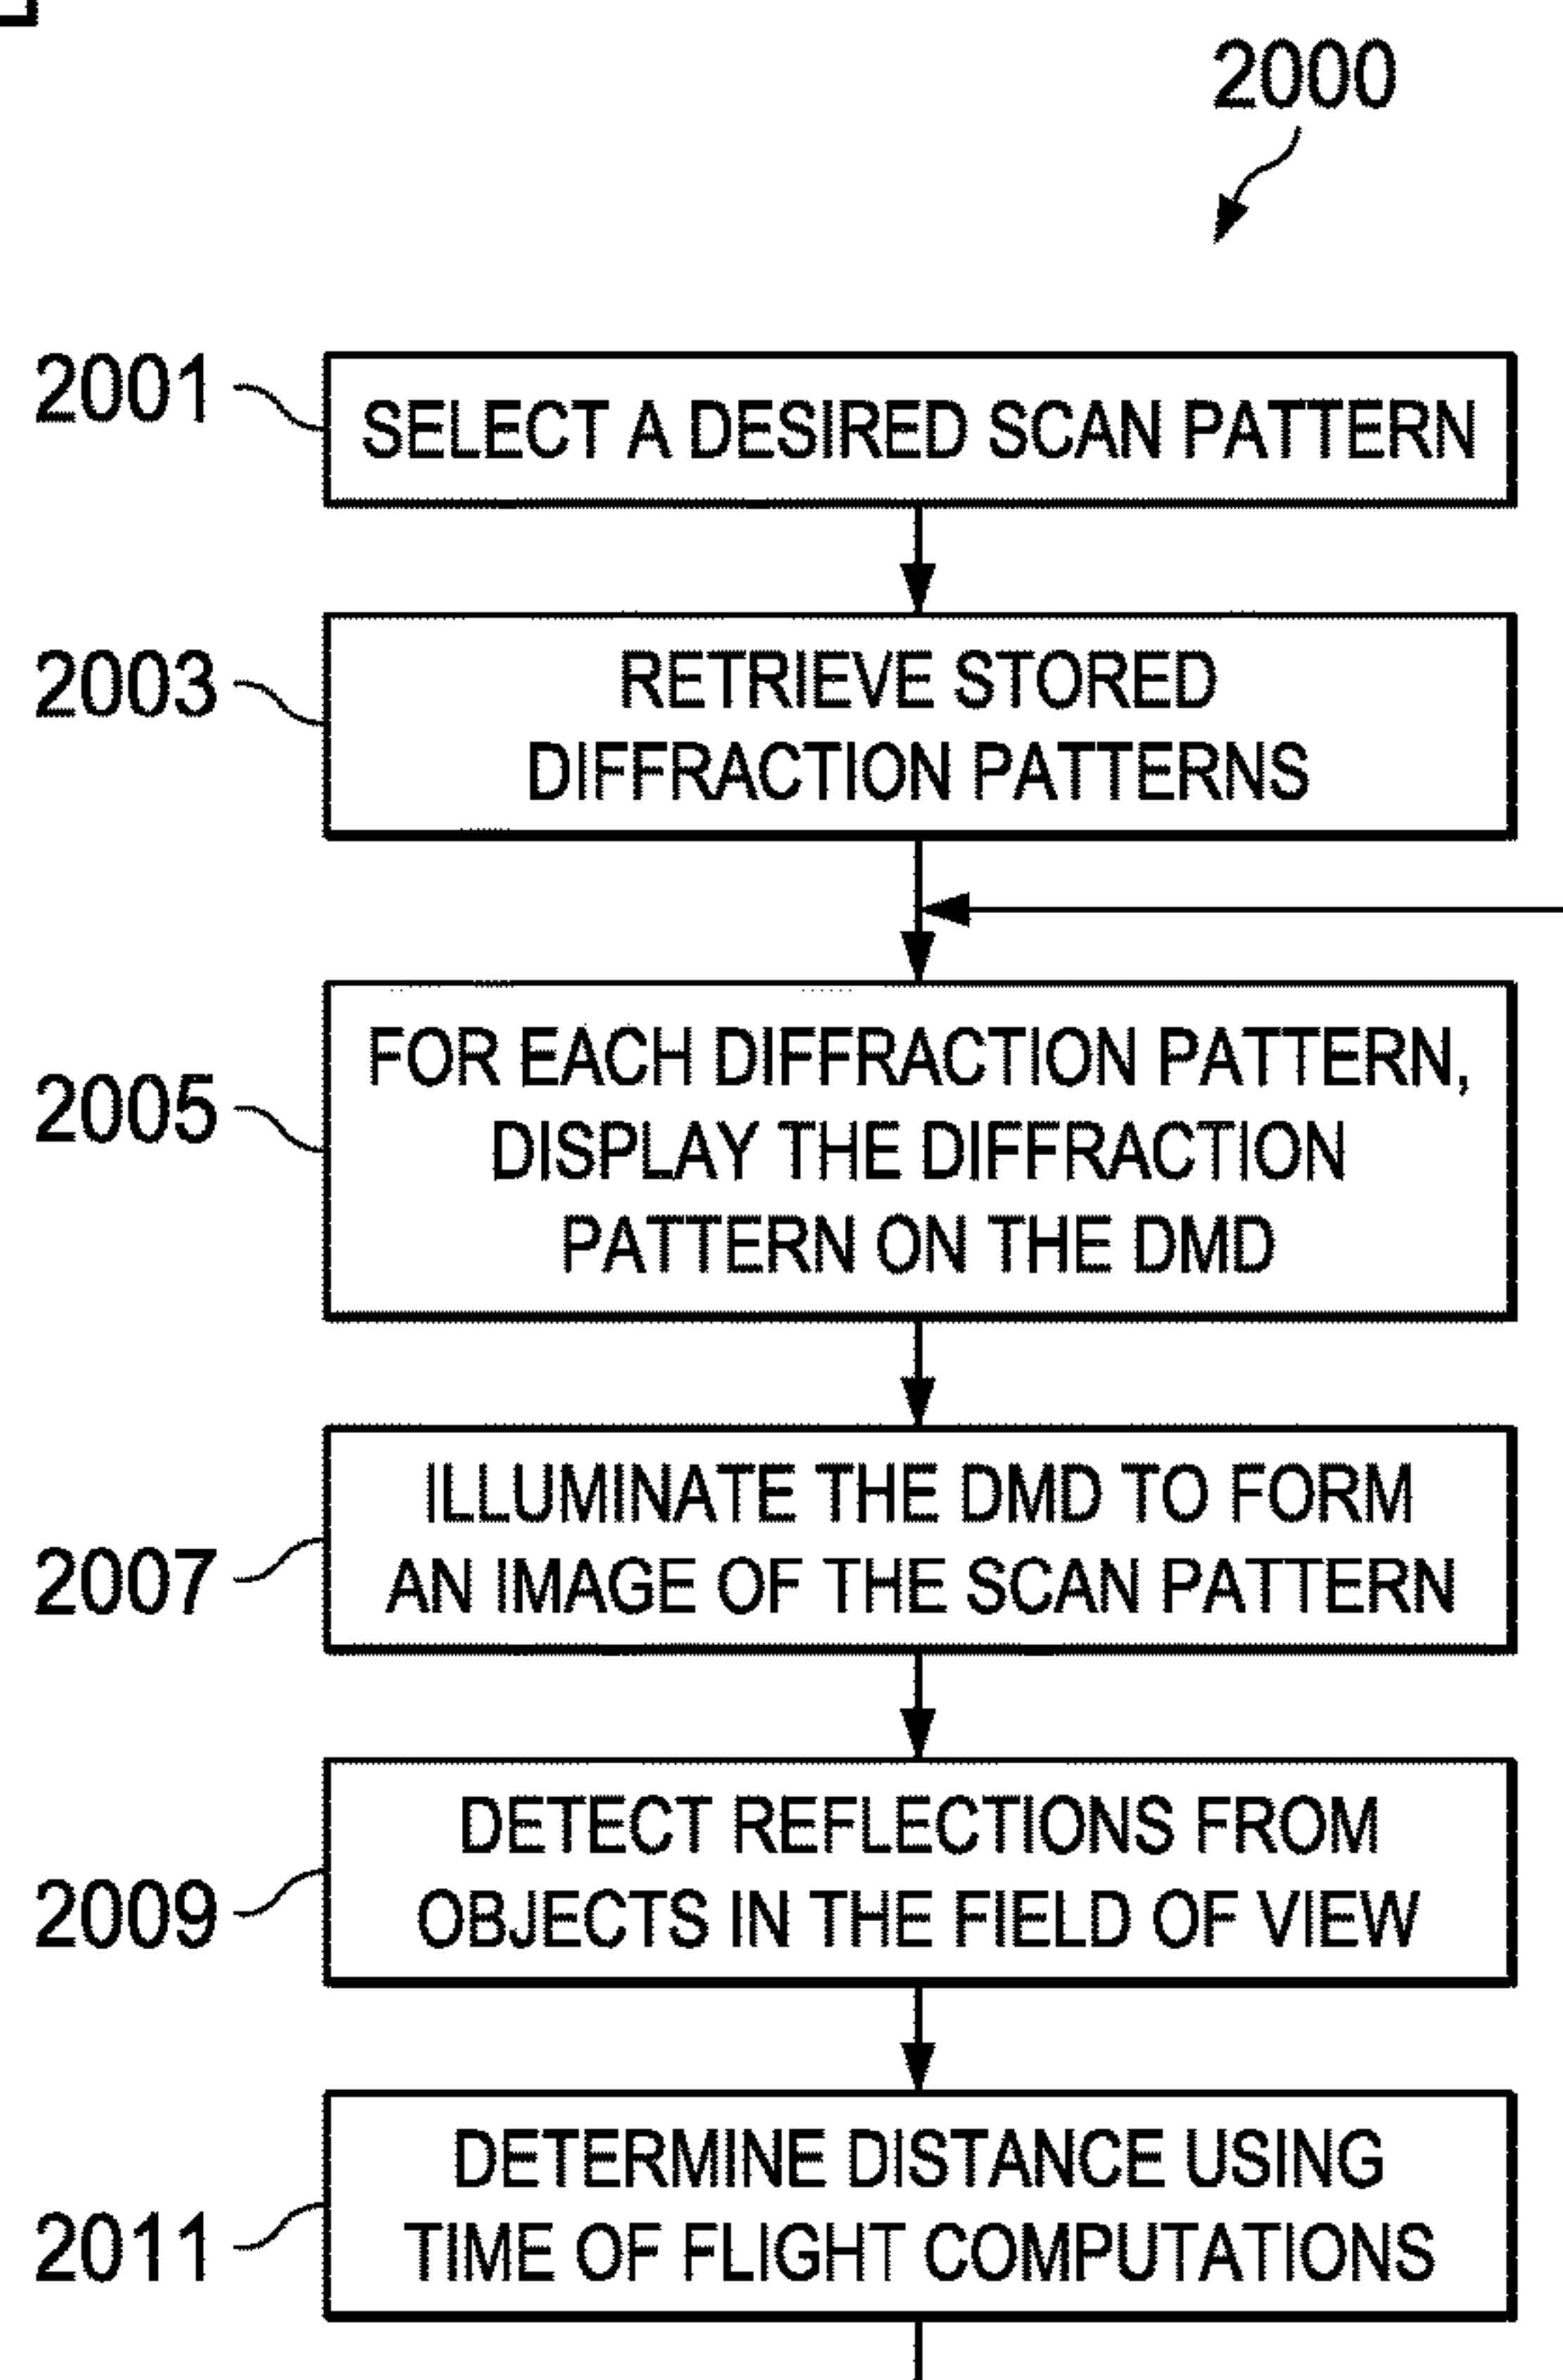 2000
2001
SELECT A DESIRED SCAN PATTERN
2003
RETRIEVE STORED
DIFFRACTION PATTERNS
2005
FOR EACH DIFFRACTION PATTERN,
DISPLAY THE DIFFRACTION
PATTERN ON THE DMD
2007
ILLUMINATE THE DMD TO FORM
AN IMAGE OF THE SCAN PATTERN
2009
DETECT REFLECTIONS FROM
OBJECTS IN THE FIELD OF VIEW
2011
DETERMINE DISTANCE USING
TIME OF FLIGHT COMPUTATIONS